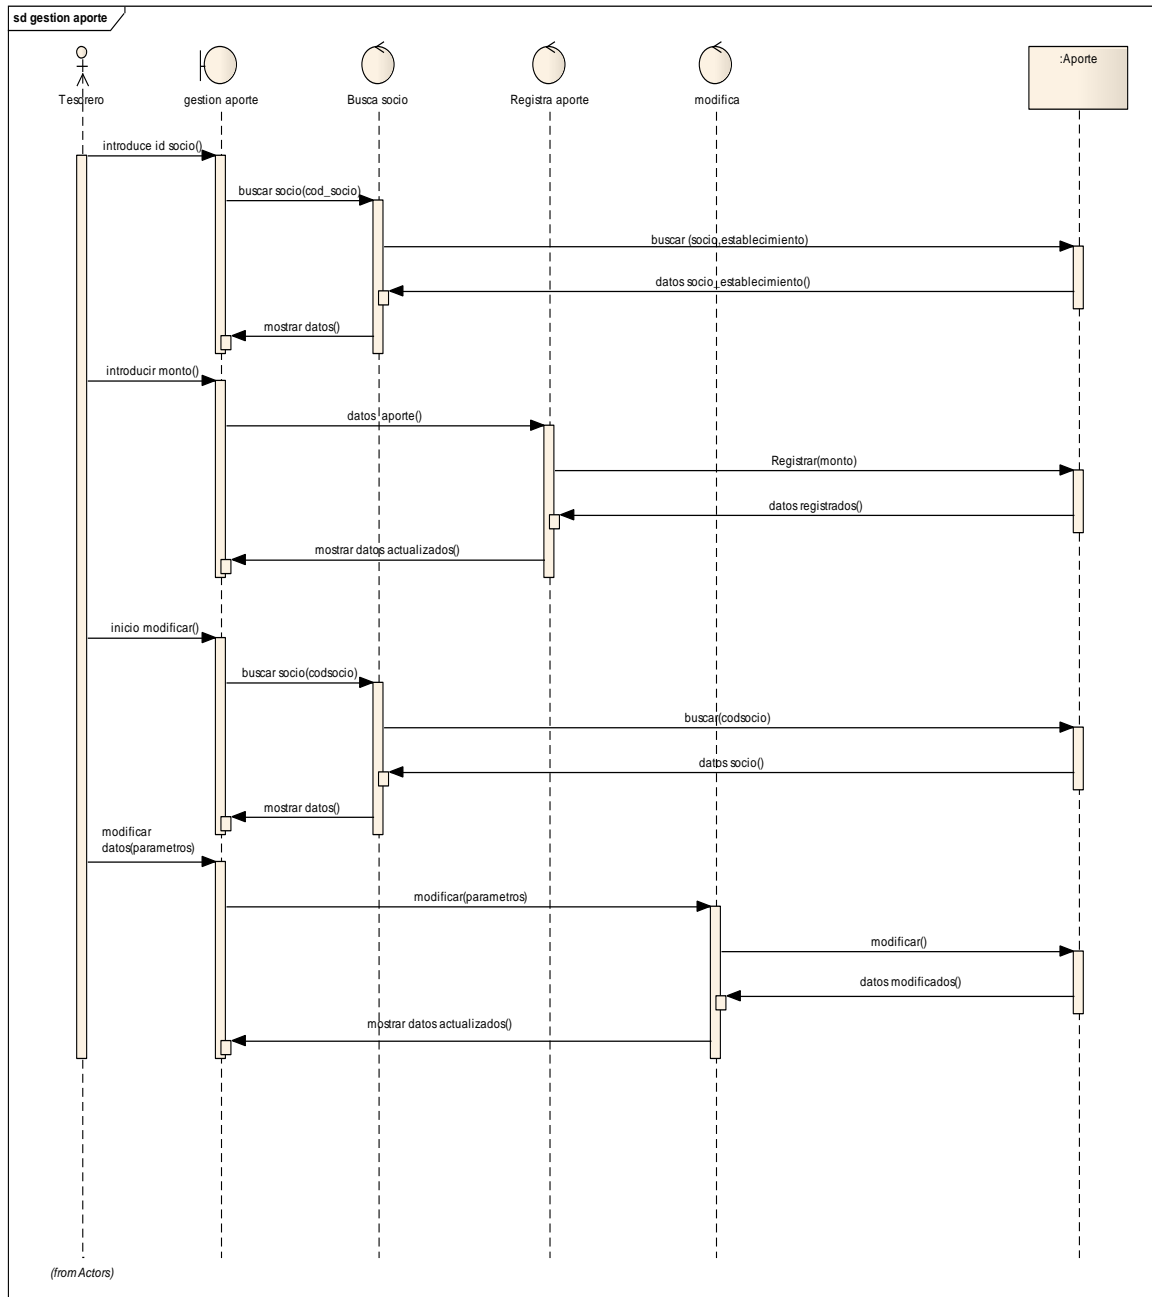 sd gestion aporte
Tesorero
gestion aporte
Busca socio
Registra aporte
modifica
:Aporte
introduce id socio()
buscar socio(cod_socio)
buscar (socio,establecimiento)
datos socio_establecimiento()
mostrar datos()
introducir monto()
datos aporte()
Registrar(monto)
datos registrados()
mostrar datos actualizados()
inicio modificar()
buscar socio(codsocio)
buscar(codsocio)
datos socio()
mostrar datos()
modificar
datos(parametros)
modificar(parametros)
modificar()
datos modificados()
mostrar datos actualizados()
(from Actors)